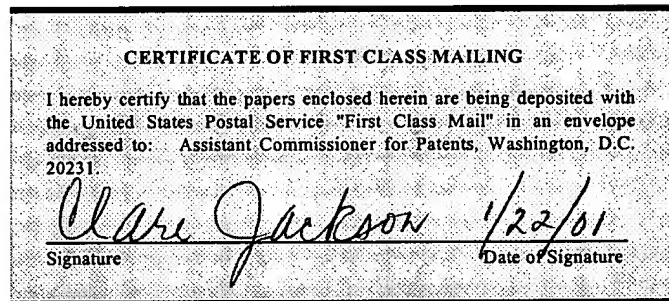 CERTIFICATE OF FIRST CLASS MAILING
I hereby certify that the papers enclosed herein are being deposited with
the United States Postal Service "First Class Mail" in an envelope
addressed to: Assistant Commissioner for Patents, Washington, D.C.
20231.
Clare Jackson 1/22/01
Signature Date of Signature